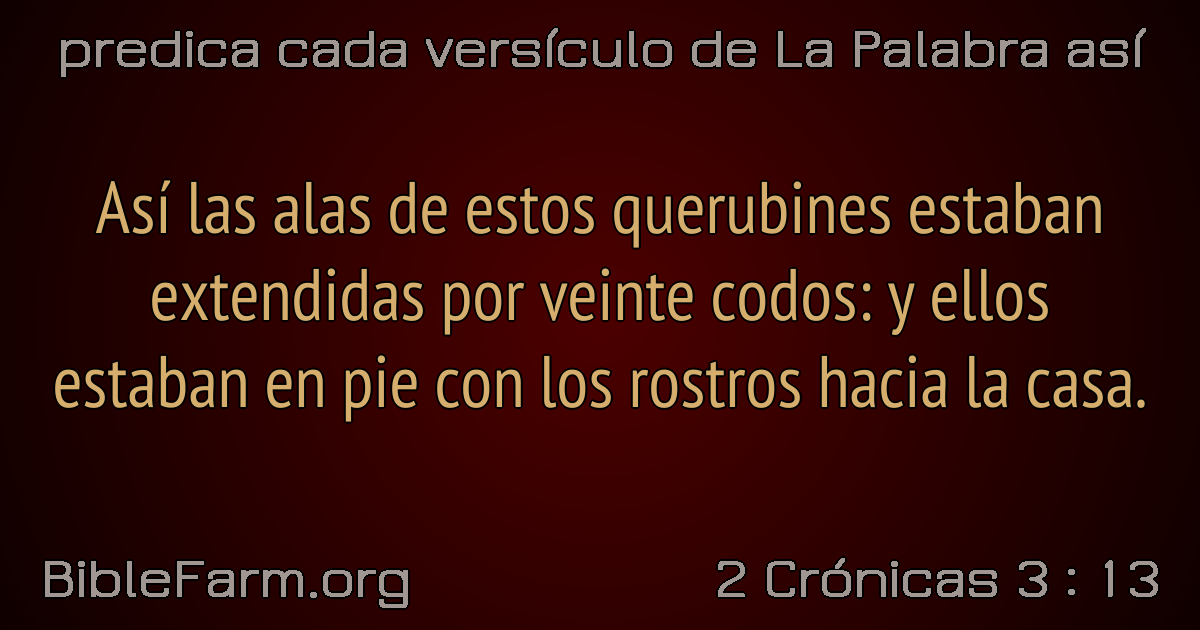 predica cada versículo de La Palabra así
Así las alas de estos querubines estaban
extendidas por veinte codos: y ellos
estaban en pie con los rostros hacia la casa.
BibleFarm.org
2 Crónicas 3 : 13